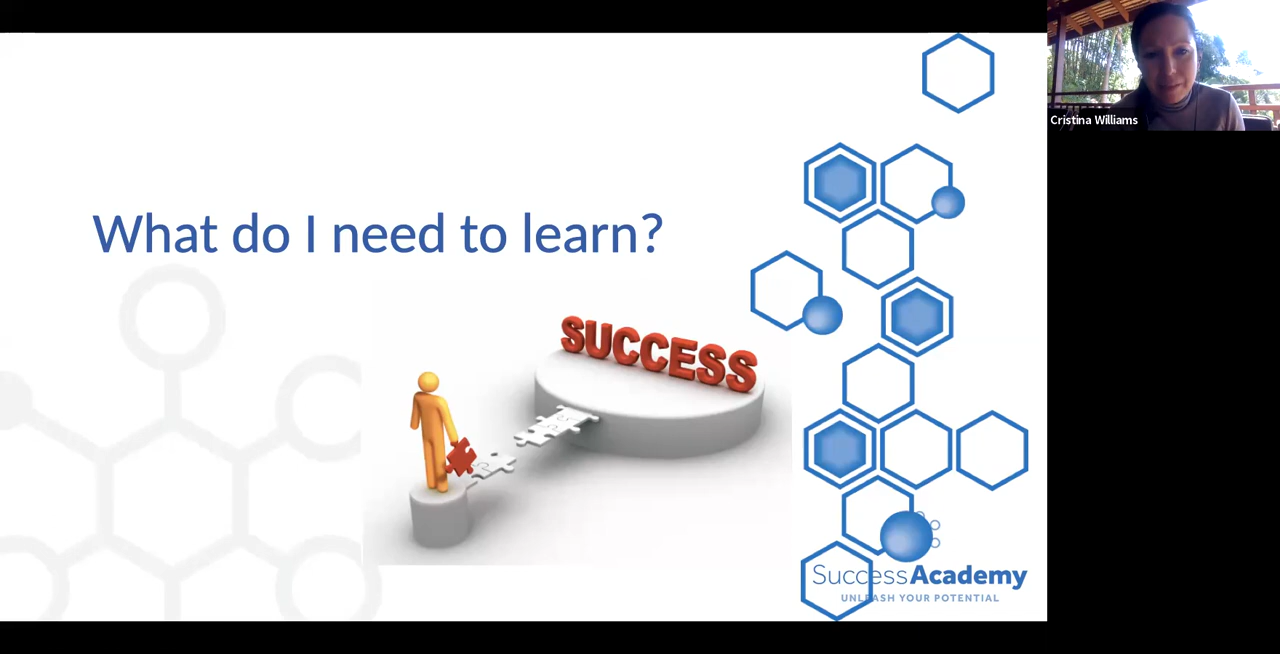 What do I need to learn?
SUCCESS
SuccessAcademy
UNLEASH YOUR POTENTIAL
Cristina Williams